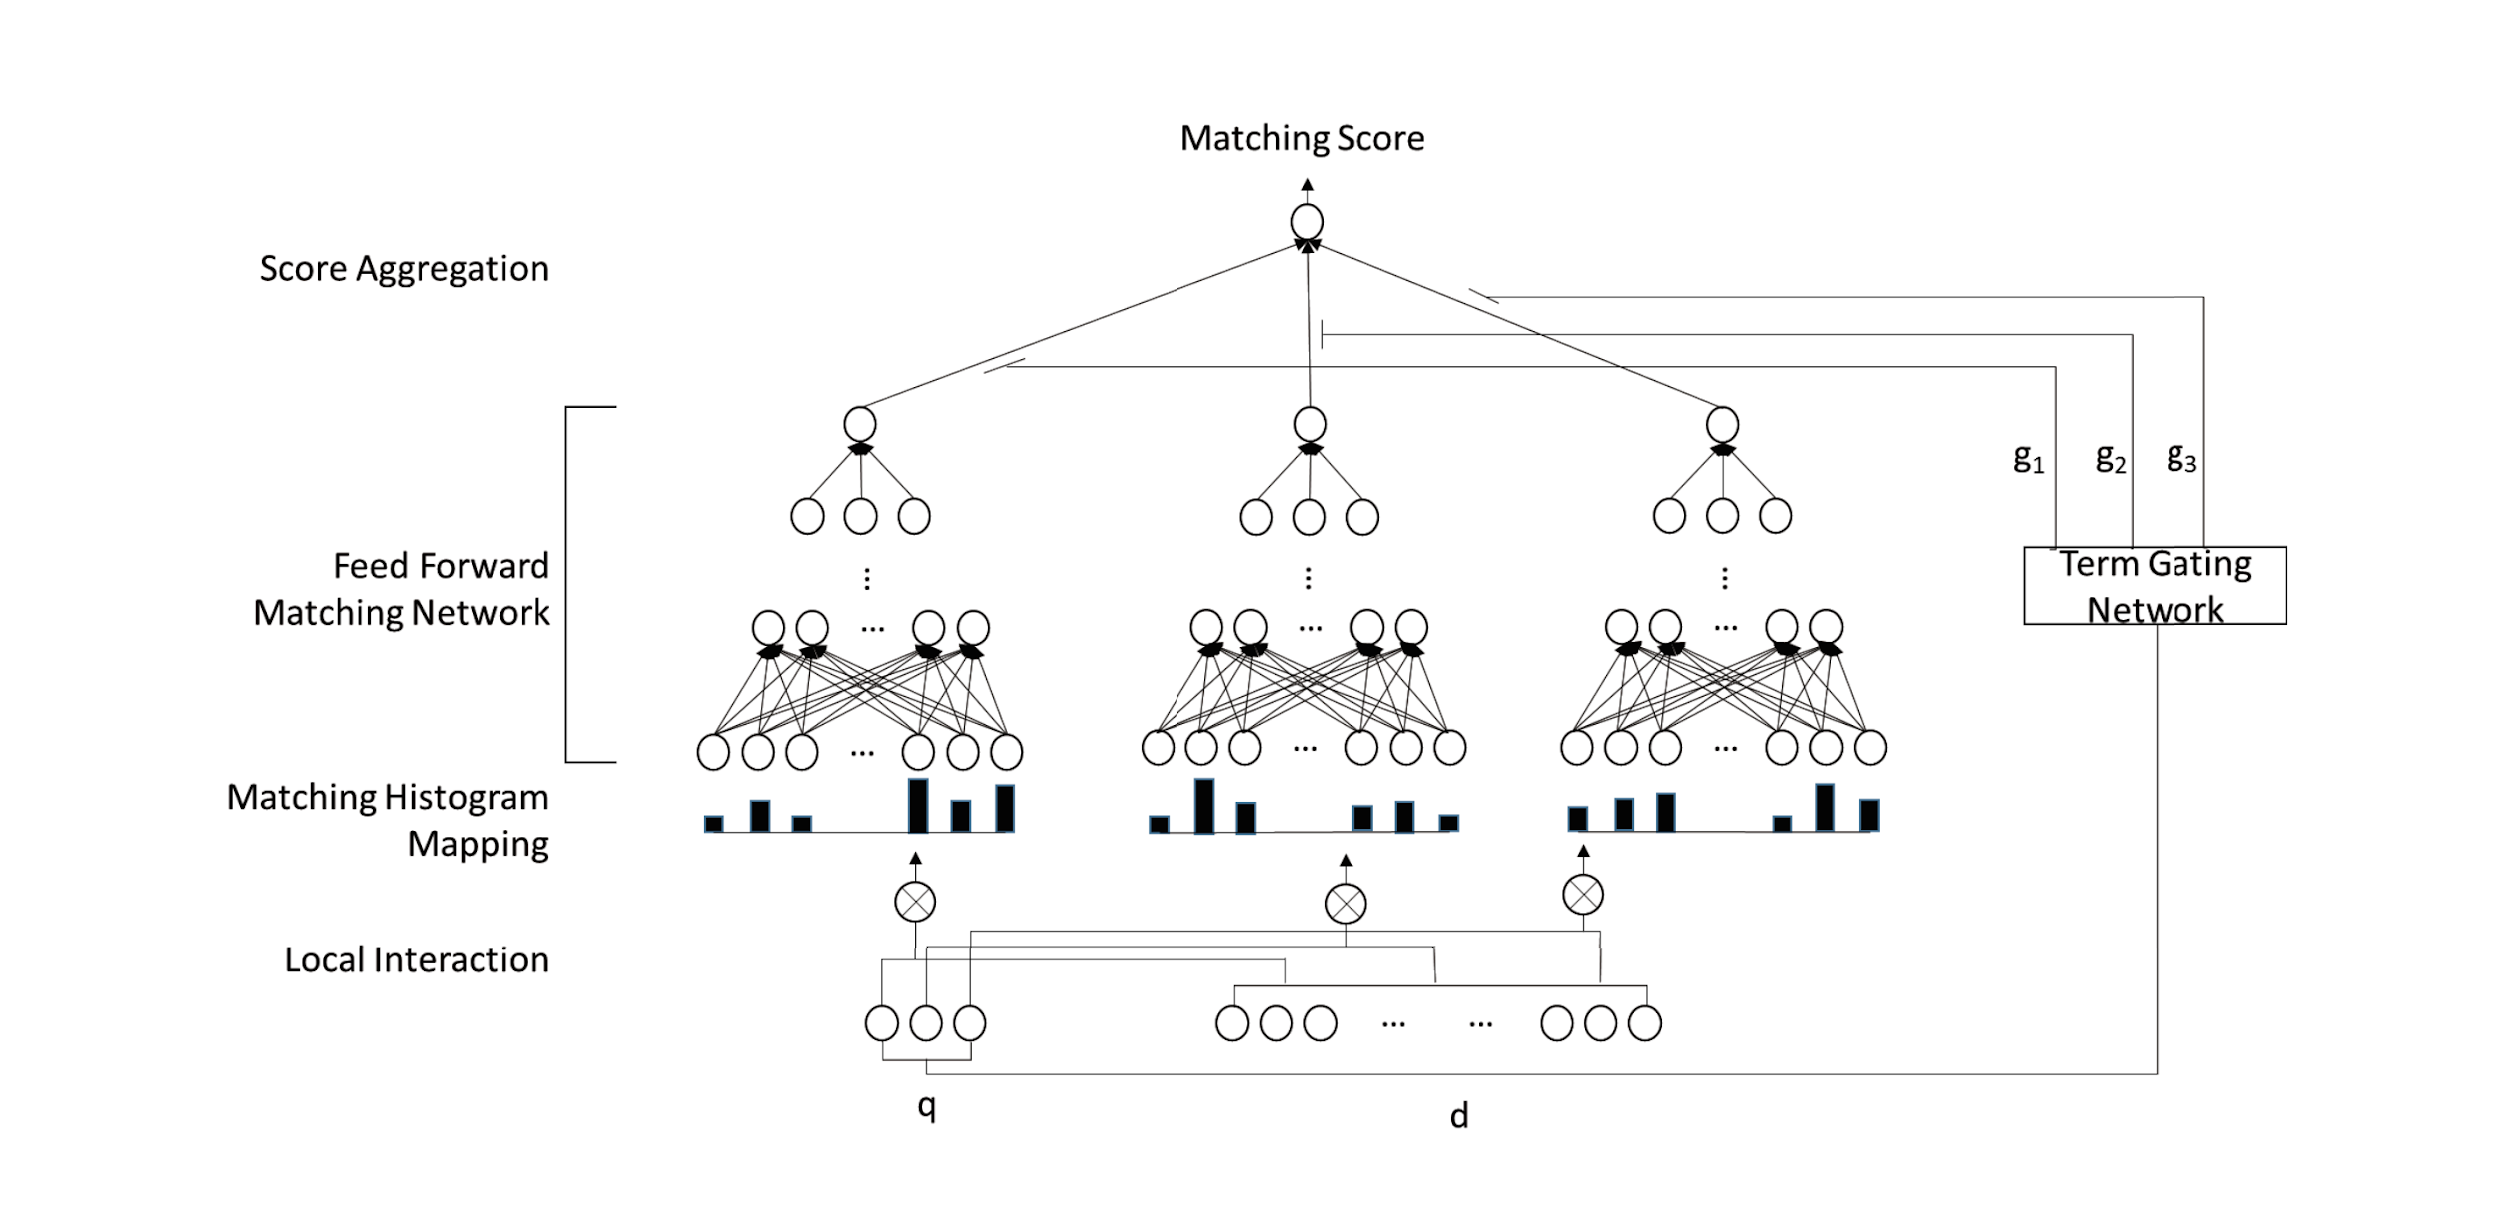 Matching Score
Score Aggregation
g1
g2
g3
Feed Forward
Matching Network
Term Gating
Network
...
...
...
...
...
...
...
...
...
Matching Histogram
Mapping
Local Interaction
... ...
q
d